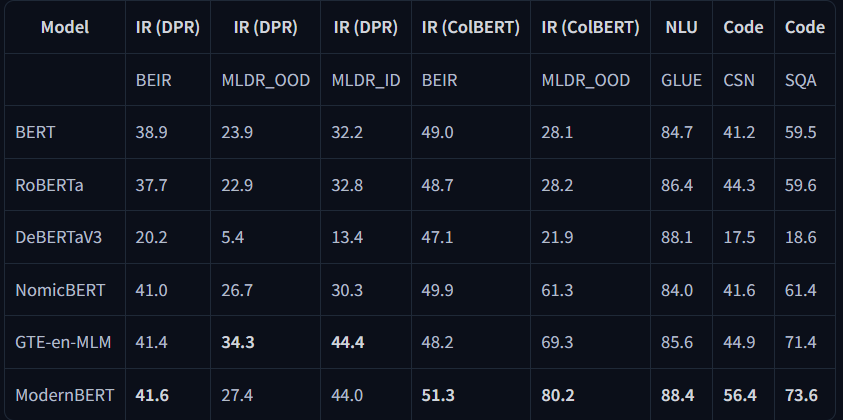 Model IR (DPR) IR (DPR) IR (DPR) IR (ColBERT) IR (ColBERT) NLU Code Code
BEIR MLDR_OOD MLDR_ID BEIR MLDR_OOD GLUE CSN SQA
BERT 38.9 23.9 32.2 49.0 28.1 84.7 41.2 59.5
RoBERTa 37.7 22.9 32.8 48.7 28.2 86.4 44.3 59.6
DeBERTaV3 20.2 5.4 13.4 47.1 21.9 88.1 17.5 18.6
NomicBERT 41.0 26.7 30.3 49.9 61.3 84.0 41.6 61.4
GTE-en-MLM 41.4 34.3 44.4 48.2 69.3 85.6 44.9 71.4
ModernBERT 41.6 27.4 44.0 51.3 80.2 88.4 56.4 73.6